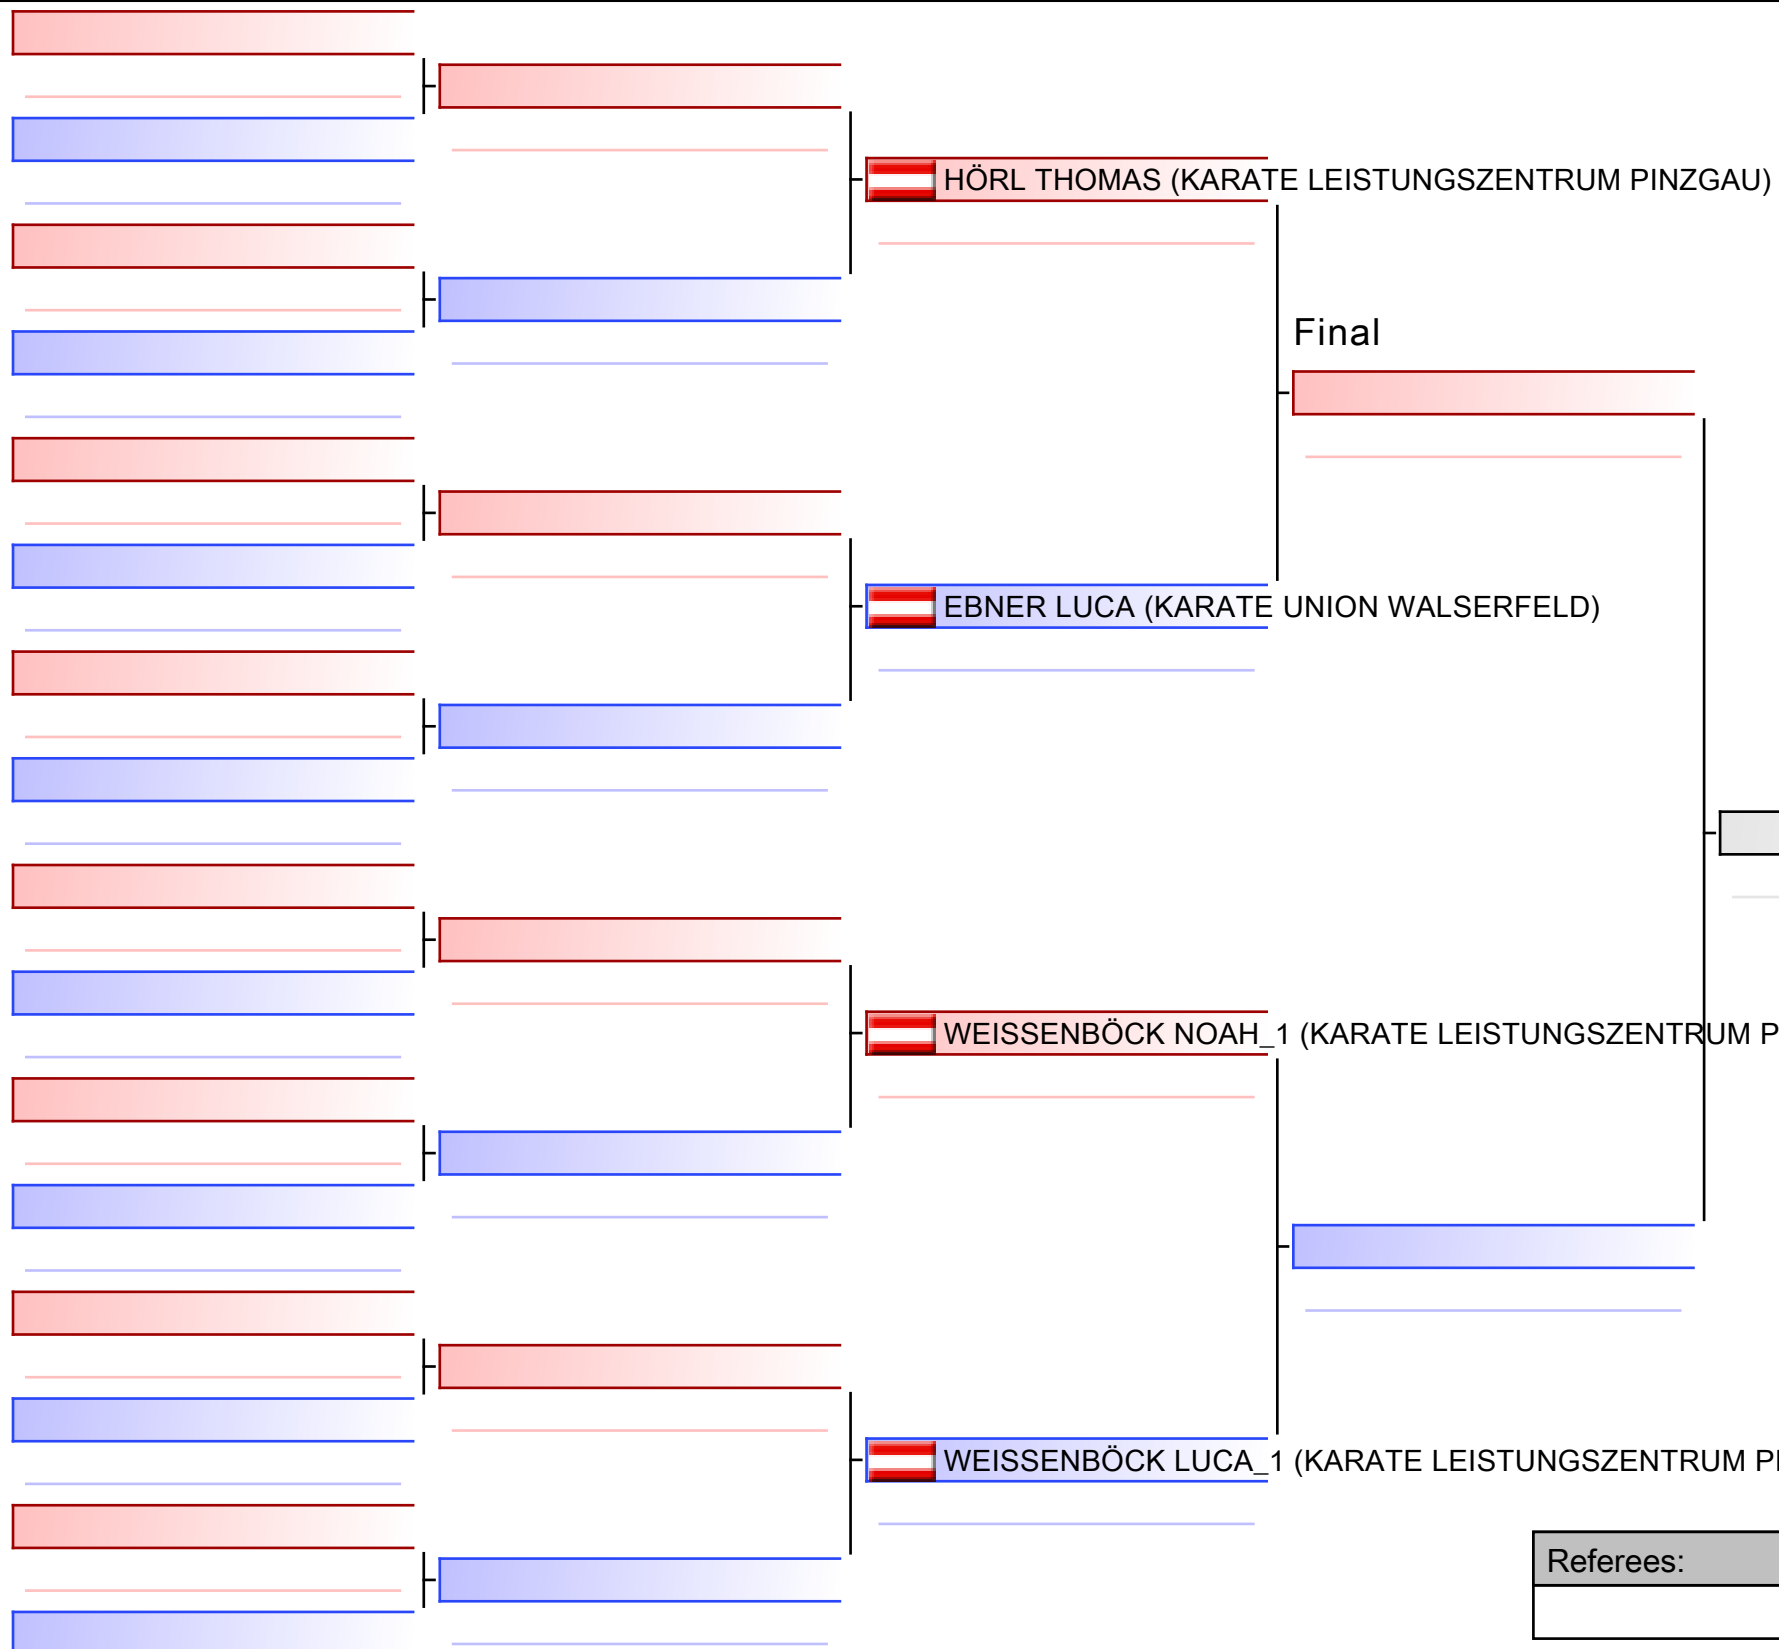 HÖRL THOMAS (KARATE LEISTUNGSZENTRUM PINZGAU)
Final
EBNER LUCA (KARATE UNION WALSERFELD)
WEISSENBÖCK NOAH_1 (KARATE LEISTUNGSZENTRUM P
WEISSENBÖCK LUCA_1 (KARATE LEISTUNGSZENTRUM PI
Referees: